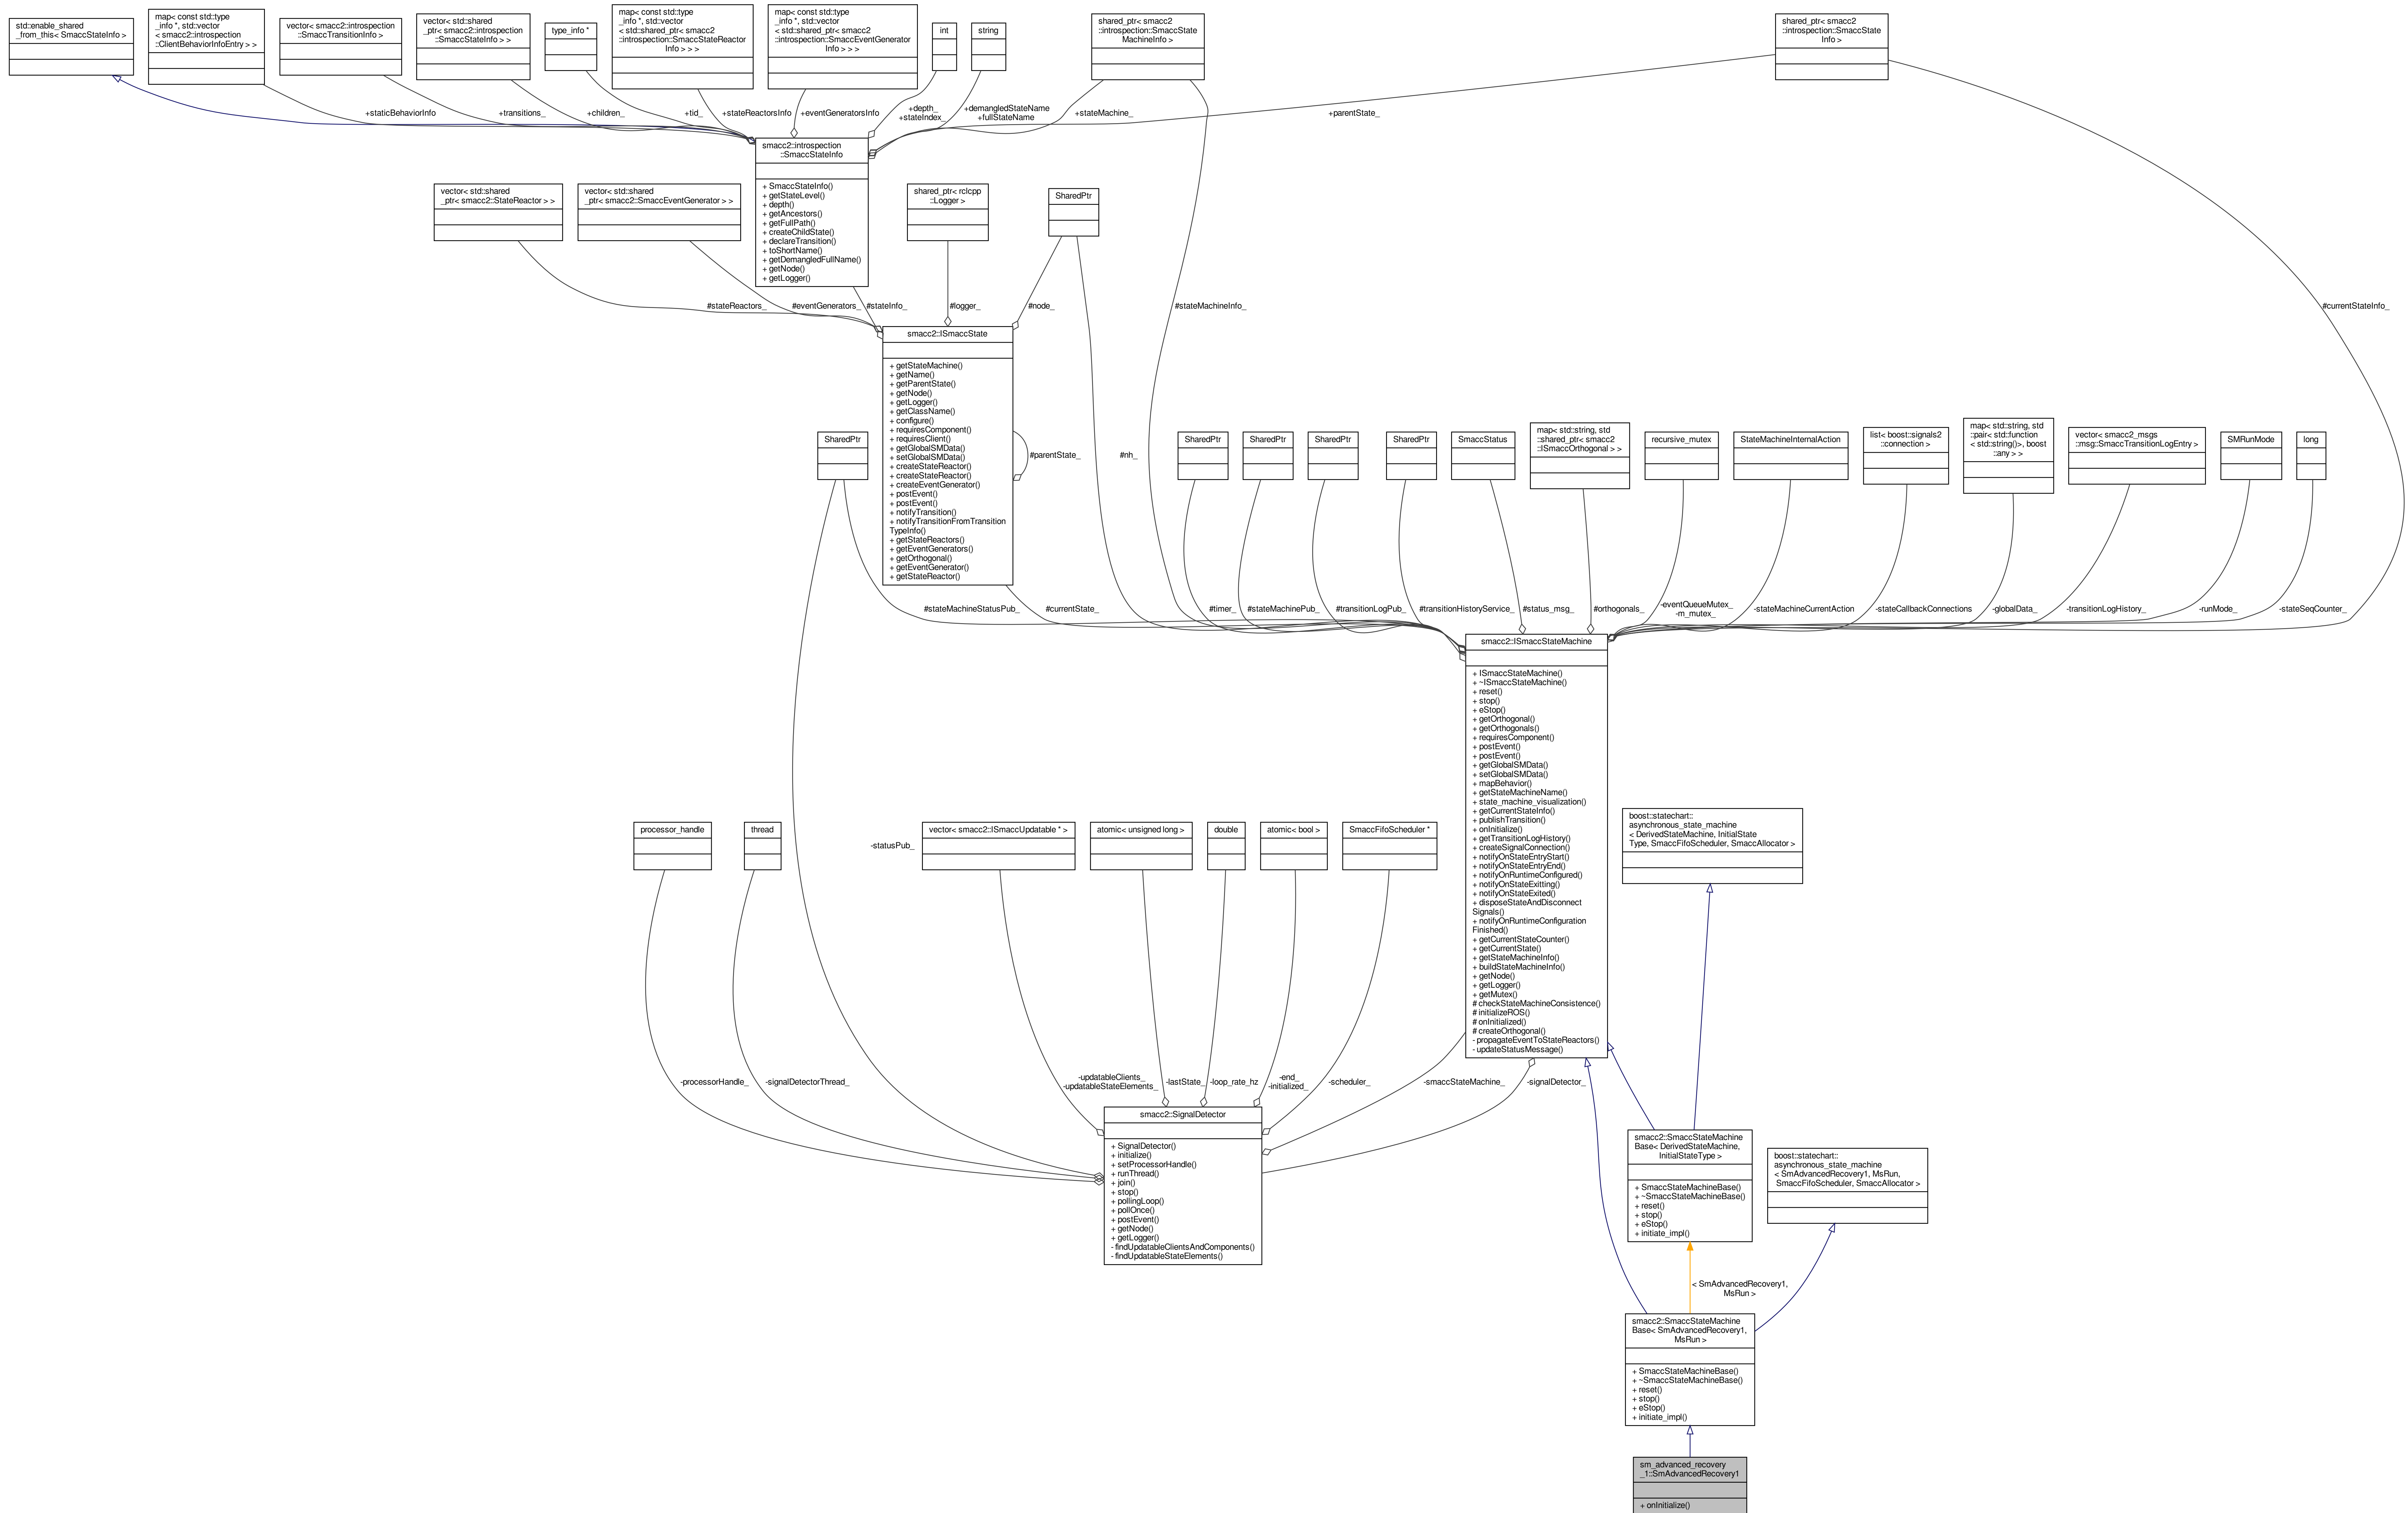 std::enable_shared
_from_this< SmaccStateInfo >
map< const std::type
_info *, std::vector
< smacc2::introspection
::ClientBehaviorInfoEntry > >
vector< smacc2::introspection
::SmaccTransitionInfo >
vector< std::shared
_ptr< smacc2::introspection
::SmaccStateInfo > >
type_info *
map< const std::type
_info *, std::vector
< std::shared_ptr< smacc2
::introspection::SmaccStateReactor
Info > > >
map< const std::type
_info *, std::vector
< std::shared_ptr< smacc2
::introspection::SmaccEventGenerator
Info > > >
int
string
shared_ptr< smacc2
::introspection::SmaccState
MachineInfo >
shared_ptr< smacc2
::introspection::SmaccState
Info >
+staticBehaviorInfo
+transitions_
+children_
+tid_
+stateReactorsInfo
+eventGeneratorsInfo
+depth_
+stateIndex_
+demangledStateName
+fullStateName
+stateMachine_
+parentState_
smacc2::introspection
::SmaccStateInfo
+ SmaccStateInfo()
+ getStateLevel()
+ depth()
+ getAncestors()
+ getFullPath()
+ createChildState()
+ declareTransition()
+ toShortName()
+ getDemangledFullName()
+ getNode()
+ getLogger()
vector< std::shared
_ptr< smacc2::StateReactor > >
vector< std::shared
_ptr< smacc2::SmaccEventGenerator > >
shared_ptr< rclcpp
::Logger >
SharedPtr
#stateReactors_
#eventGenerators_
#stateInfo_
#logger_
#node_
#stateMachineInfo_
#currentStateInfo_
smacc2::ISmaccState
+ getStateMachine()
+ getName()
+ getParentState()
+ getNode()
+ getLogger()
+ getClassName()
+ configure()
+ requiresComponent()
+ requiresClient()
+ getGlobalSMData()
+ setGlobalSMData()
+ createStateReactor()
+ createStateReactor()
+ createEventGenerator()
+ postEvent()
+ postEvent()
+ notifyTransition()
+ notifyTransitionFromTransition
TypeInfo()
+ getStateReactors()
+ getEventGenerators()
+ getOrthogonal()
+ getEventGenerator()
+ getStateReactor()
#parentState_
#nh_
SharedPtr
SharedPtr
SharedPtr
SharedPtr
SharedPtr
SmaccStatus
map< std::string, std
::shared_ptr< smacc2
::ISmaccOrthogonal > >
recursive_mutex
StateMachineInternalAction
list< boost::signals2
::connection >
map< std::string, std
::pair< std::function
< std::string()>, boost
::any > >
vector< smacc2_msgs
::msg::SmaccTransitionLogEntry >
SMRunMode
long
#stateMachineStatusPub_
#currentState_
#timer_
#stateMachinePub_
#transitionLogPub_
#transitionHistoryService_
#status_msg_
#orthogonals_
-eventQueueMutex_
-m_mutex_
-stateMachineCurrentAction
-stateCallbackConnections
-globalData_
-transitionLogHistory_
-runMode_
-stateSeqCounter_
smacc2::ISmaccStateMachine
+ ISmaccStateMachine()
+ ~ISmaccStateMachine()
+ reset()
+ stop()
+ eStop()
+ getOrthogonal()
+ getOrthogonals()
+ requiresComponent()
+ postEvent()
+ postEvent()
+ getGlobalSMData()
+ setGlobalSMData()
+ mapBehavior()
+ getStateMachineName()
+ state_machine_visualization()
+ getCurrentStateInfo()
+ publishTransition()
+ onInitialize()
+ getTransitionLogHistory()
+ createSignalConnection()
+ notifyOnStateEntryStart()
+ notifyOnStateEntryEnd()
+ notifyOnRuntimeConfigured()
+ notifyOnStateExitting()
+ notifyOnStateExited()
+ disposeStateAndDisconnect
Signals()
+ notifyOnRuntimeConfiguration
Finished()
+ getCurrentStateCounter()
+ getCurrentState()
+ getStateMachineInfo()
+ buildStateMachineInfo()
+ getNode()
+ getLogger()
+ getMutex()
# checkStateMachineConsistence()
# initializeROS()
# onInitialized()
# createOrthogonal()
- propagateEventToStateReactors()
- updateStatusMessage()
processor_handle
thread
-statusPub_
vector< smacc2::ISmaccUpdatable * >
atomic< unsigned long >
double
atomic< bool >
SmaccFifoScheduler *
boost::statechart::
asynchronous_state_machine
< DerivedStateMachine, InitialState
Type, SmaccFifoScheduler, SmaccAllocator >
-processorHandle_
-signalDetectorThread_
-updatableClients_
-updatableStateElements_
-lastState_
-loop_rate_hz
-end_
-initialized_
-scheduler_
-smaccStateMachine_
-signalDetector_
smacc2::SignalDetector
+ SignalDetector()
+ initialize()
+ setProcessorHandle()
+ runThread()
+ join()
+ stop()
+ pollingLoop()
+ pollOnce()
+ postEvent()
+ getNode()
+ getLogger()
- findUpdatableClientsAndComponents()
- findUpdatableStateElements()
smacc2::SmaccStateMachine
Base< DerivedStateMachine,
InitialStateType >
+ SmaccStateMachineBase()
+ ~SmaccStateMachineBase()
+ reset()
+ stop()
+ eStop()
+ initiate_impl()
boost::statechart::
asynchronous_state_machine
< SmAdvancedRecovery1, MsRun,
SmaccFifoScheduler, SmaccAllocator >
< SmAdvancedRecovery1,
MsRun >
smacc2::SmaccStateMachine
Base< SmAdvancedRecovery1,
MsRun >
+ SmaccStateMachineBase()
+ ~SmaccStateMachineBase()
+ reset()
+ stop()
+ eStop()
+ initiate_impl()
sm_advanced_recovery
_1::SmAdvancedRecovery1
+ onInitialize()